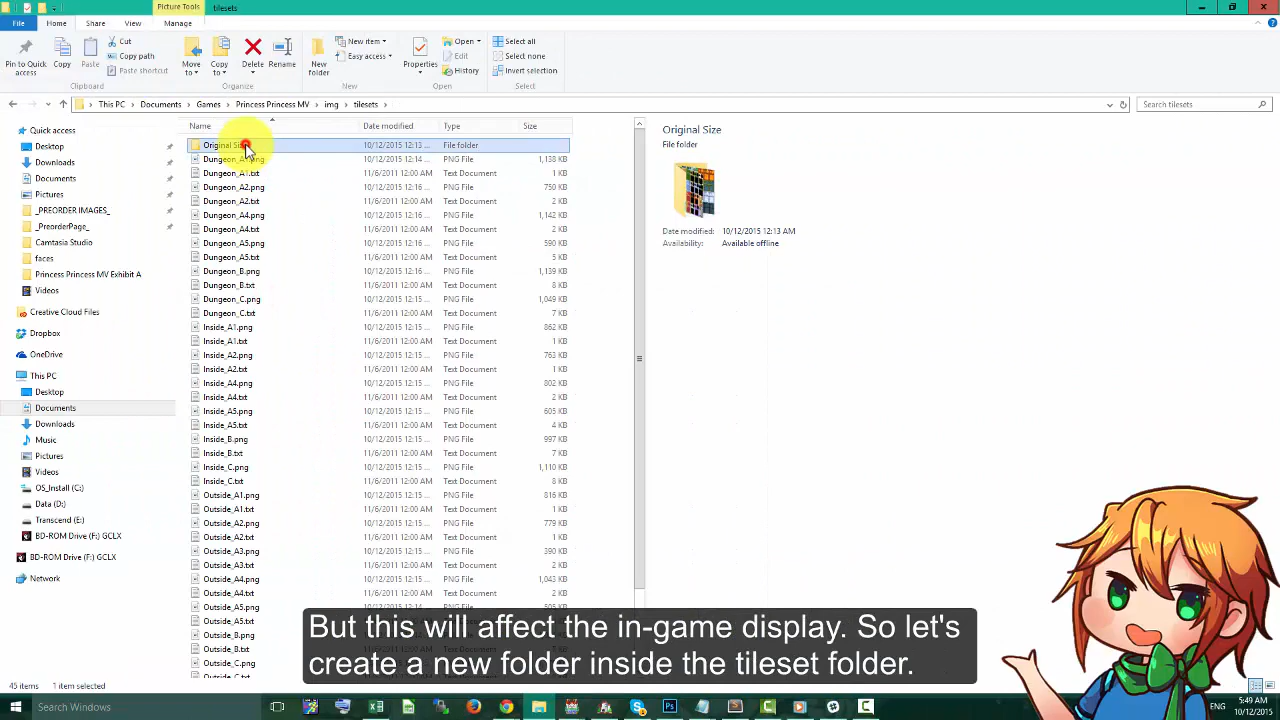 Picture Tools
tilesets
File
Home
Share
View
Manage
Pin to Quick access
Copy
Paste
Cut
Copy path
Paste shortcut
Clipboard
Move to
Copy to
Delete
Rename
Organize
New folder
New item
Easy access
New
Properties
Open
Edit
History
Open
Select all
Select none
Invert selection
Select
This PC
Documents
Games
Princess Princess MV
img
tilesets
Search tilesets
Quick access
Desktop
Downloads
Documents
Pictures
_PREORDER IMAGES_
_PreorderPage_
Camtasia Studio
faces
Princess Princess MV Exhibit A
Videos
Creative Cloud Files
Dropbox
OneDrive
This PC
Desktop
Documents
Downloads
Music
Pictures
Videos
OS_Install (C:)
Data (D:)
Transcend (E:)
BD-ROM Drive (F:) GCLX
BD-ROM Drive (F:) GCLX
Network
Name Date modified Type Size
Original Size 10/12/2015 12:13 ... File folder
Dungeon_A1.png 10/12/2015 12:14 ... PNG File 1,138 KB
Dungeon_A1.txt 11/6/2011 12:00 AM Text Document 1 KB
Dungeon_A2.png 10/12/2015 12:16 ... PNG File 750 KB
Dungeon_A2.txt 11/6/2011 12:00 AM Text Document 2 KB
Dungeon_A4.png 10/12/2015 12:16 ... PNG File 1,142 KB
Dungeon_A4.txt 11/6/2011 12:00 AM Text Document 2 KB
Dungeon_A5.png 10/12/2015 12:16 ... PNG File 590 KB
Dungeon_A5.txt 11/6/2011 12:00 AM Text Document 5 KB
Dungeon_B.png 10/12/2015 12:16 ... PNG File 1,139 KB
Dungeon_B.txt 11/6/2011 12:00 AM Text Document 8 KB
Dungeon_C.png 10/12/2015 12:16 ... PNG File 1,049 KB
Dungeon_C.txt 11/6/2011 12:00 AM Text Document 7 KB
Inside_A1.png 10/12/2015 12:16 ... PNG File 862 KB
Inside_A1.txt 11/6/2011 12:00 AM Text Document 1 KB
Inside_A2.png 10/12/2015 12:16 ... PNG File 763 KB
Inside_A2.txt 11/6/2011 12:00 AM Text Document 2 KB
Inside_A4.png 10/12/2015 12:16 ... PNG File 802 KB
Inside_A4.txt 11/6/2011 12:00 AM Text Document 2 KB
Inside_A5.png 10/12/2015 12:16 ... PNG File 605 KB
Inside_A5.txt 11/6/2011 12:00 AM Text Document 4 KB
Inside_B.png 10/12/2015 12:15 ... PNG File 997 KB
Inside_B.txt 11/6/2011 12:00 AM Text Document 7 KB
Inside_C.png 10/12/2015 12:15 ... PNG File 1,110 KB
Inside_C.txt 11/6/2011 12:00 AM Text Document 8 KB
Outside_A1.png 10/12/2015 12:15 ... PNG File 816 KB
Outside_A1.txt 11/6/2011 12:00 AM Text Document 1 KB
Outside_A2.png 10/12/2015 12:15 ... PNG File 779 KB
Outside_A2.txt 11/6/2011 12:00 AM Text Document 2 KB
Outside_A3.png 10/12/2015 12:15 ... PNG File 390 KB
Outside_A3.txt 11/6/2011 12:00 AM Text Document 1 KB
Outside_A4.png 10/12/2015 12:15 ... PNG File 1,043 KB
Outside_A4.txt 11/6/2011 12:00 AM Text Document 2 KB
Outside_A5.png
Outside_A5.txt
Outside_B.png
Outside_B.txt
Outside_C.png
Outside_C.txt
Original Size
File folder
Date modified: 10/12/2015 12:13 AM
Availability: Available offline
But this will affect the in-game display. So let's
create a new folder inside the tileset folder.
45 items 1 item selected
Search Windows
ENG
5:49 AM
10/12/2015